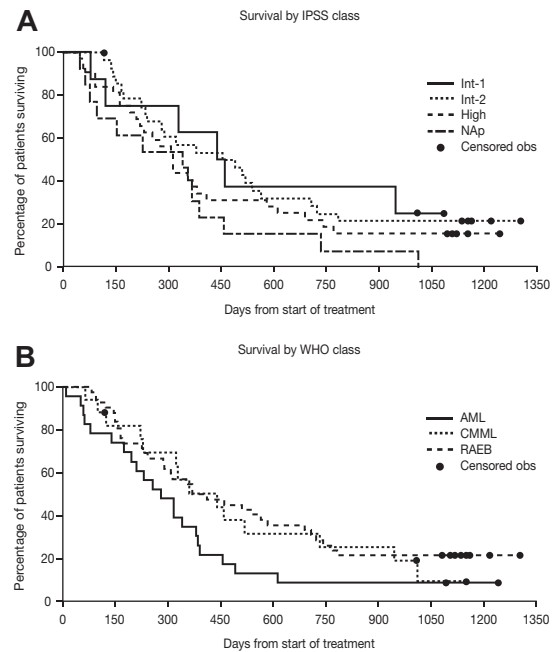 A
Survival by IPSS class
Percentage of patients surviving
100
80
60
40
20
0
Int-1
Int-2
High
NAp
Censored obs
0 150 300 450 600 750 900 1050 1200 1350
Days from start of treatment
B
Survival by WHO class
Percentage of patients surviving
100
80
60
40
20
0
AML
CMML
RAEB
Censored obs
0 150 300 450 600 750 900 1050 1200 1350
Days from start of treatment